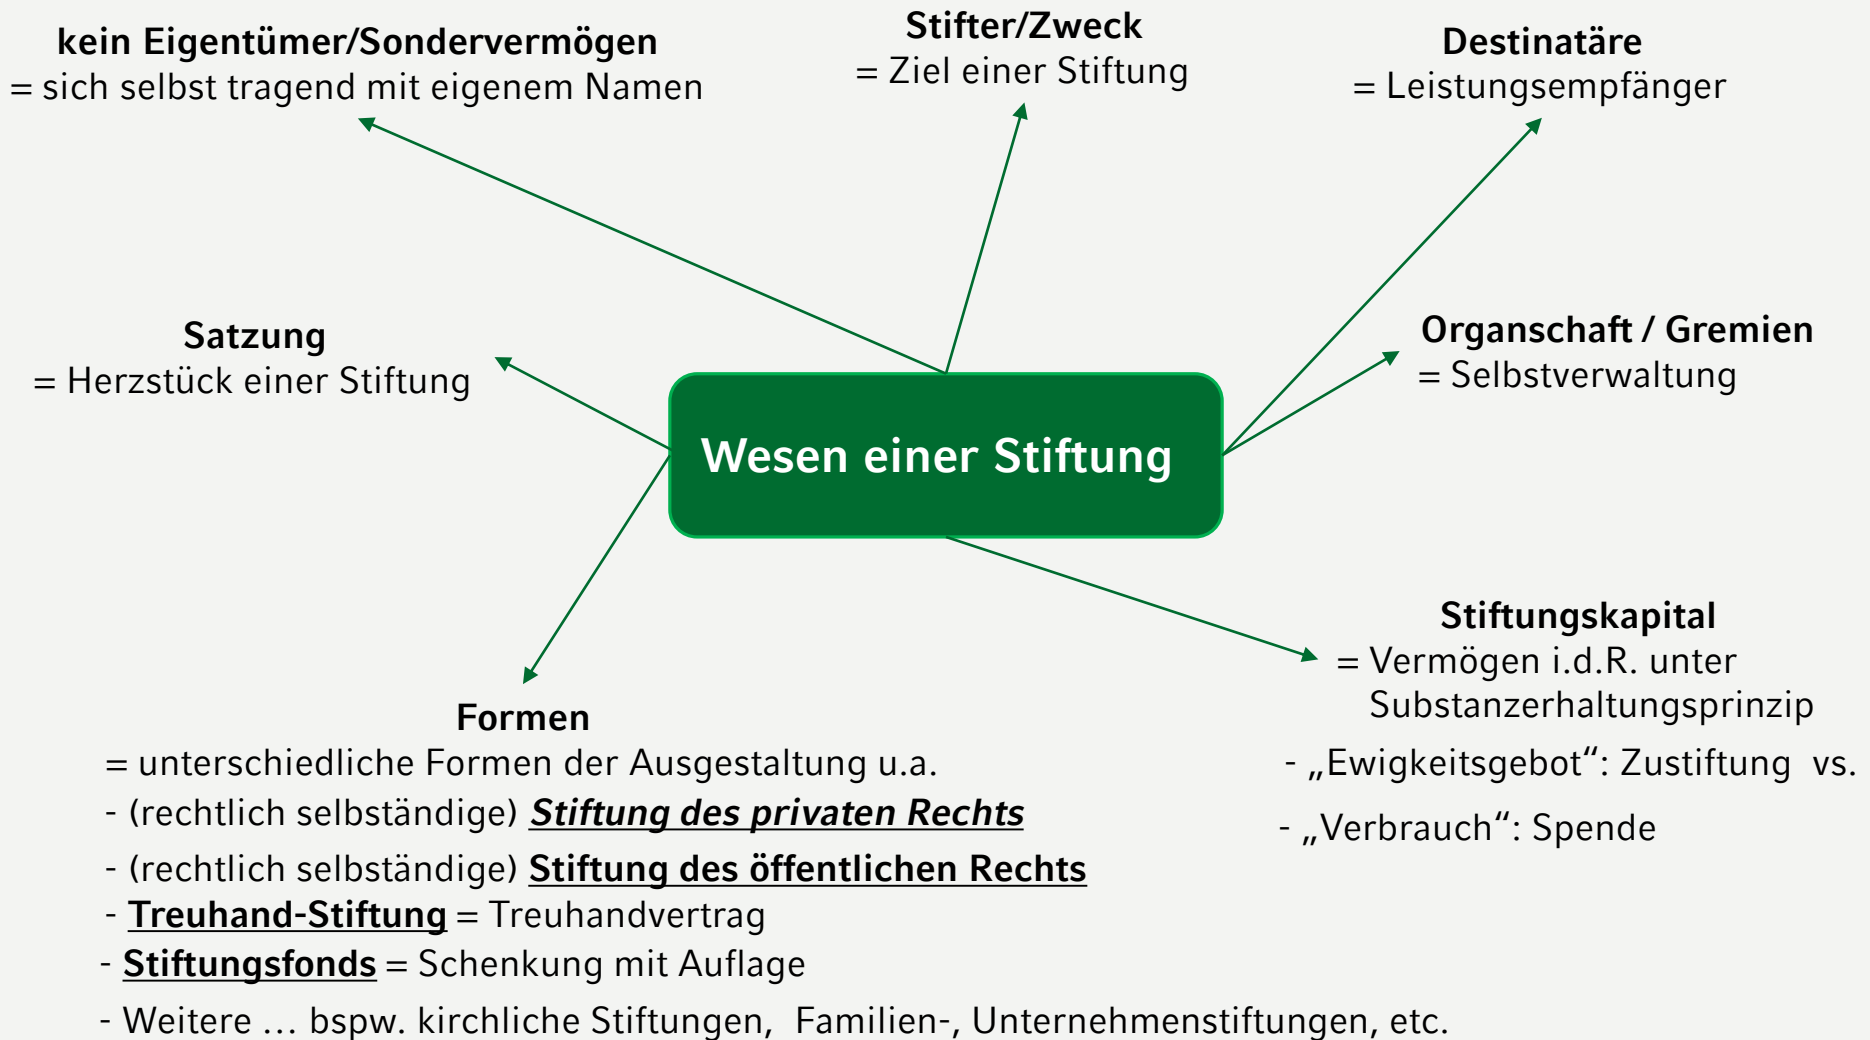 kein Eigentümer/Sondervermögen
= sich selbst tragend mit eigenem Namen
Stifter/Zweck
= Ziel einer Stiftung
Destinatäre
= Leistungsempfänger
Satzung
= Herzstück einer Stiftung
Organschaft / Gremien
= Selbstverwaltung
Wesen einer Stiftung
Stiftungskapital
= Vermögen i.d.R. unter
Substanzerhaltungsprinzip
- „Ewigkeitsgebot“: Zustiftung vs.
- „Verbrauch“: Spende
Formen
= unterschiedliche Formen der Ausgestaltung u.a.
- (rechtlich selbständige) Stiftung des privaten Rechts
- (rechtlich selbständige) Stiftung des öffentlichen Rechts
- Treuhand-Stiftung = Treuhandvertrag
- Stiftungsfonds = Schenkung mit Auflage
- Weitere … bspw. kirchliche Stiftungen, Familien-, Unternehmenstiftungen, etc.